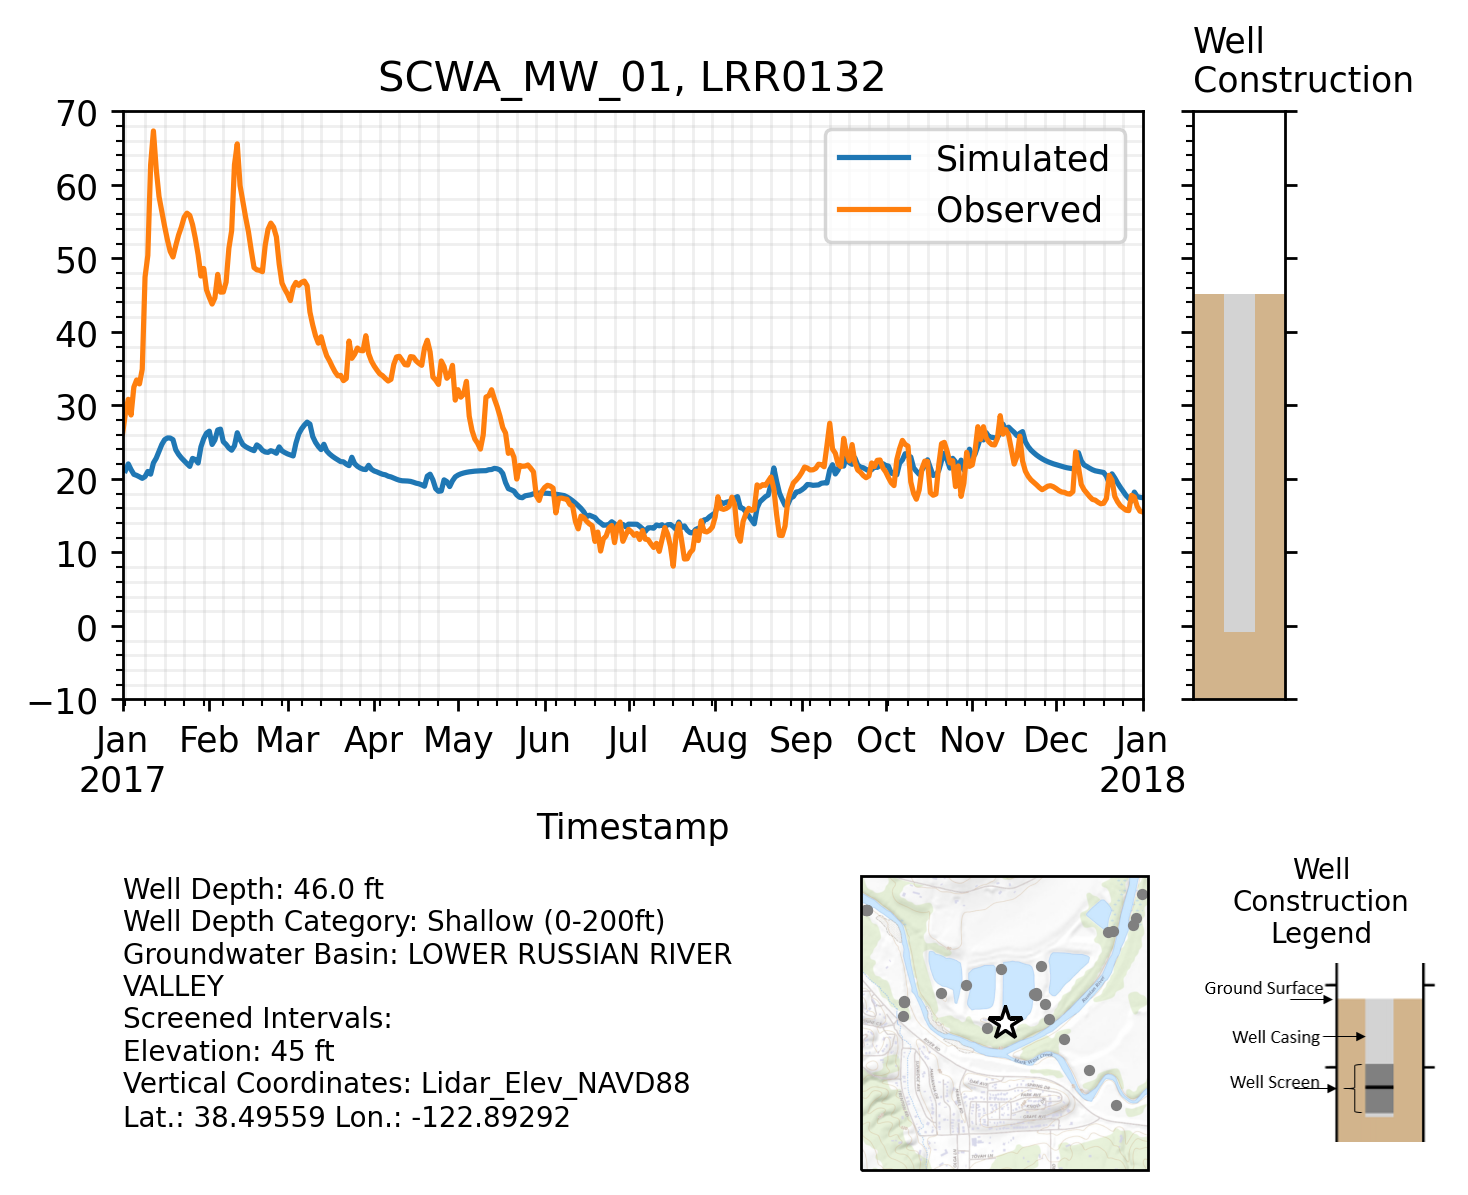 Well
Construction
SCWA_MW_01, LRR0132
70
60
50
40
30
20
10
0
−10
Simulated
Observed
Jan Feb Mar Apr May Jun Jul Aug Sep Oct Nov Dec Jan
2017 2018
Timestamp
Well Depth: 46.0 ft
Well Depth Category: Shallow (0-200ft)
Groundwater Basin: LOWER RUSSIAN RIVER
VALLEY
Screened Intervals:
Elevation: 45 ft
Vertical Coordinates: Lidar_Elev_NAVD88
Lat.: 38.49559 Lon.: -122.89292
Well
Construction
Legend
Ground Surface
Well Casing
Well Screen